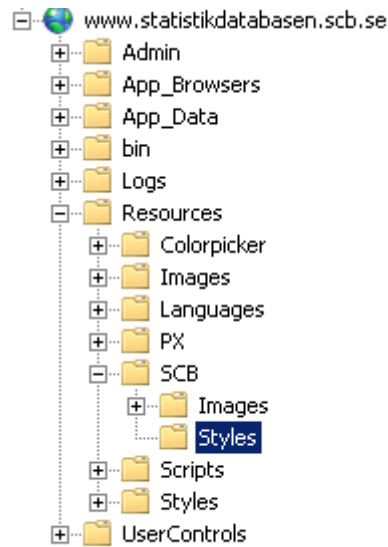 www.statistikdatabasen.scb.se
Admin
App_Browsers
App_Data
bin
Logs
Resources
Colorpicker
Images
Languages
PX
SCB
Images
Styles
Scripts
Styles
UserControls